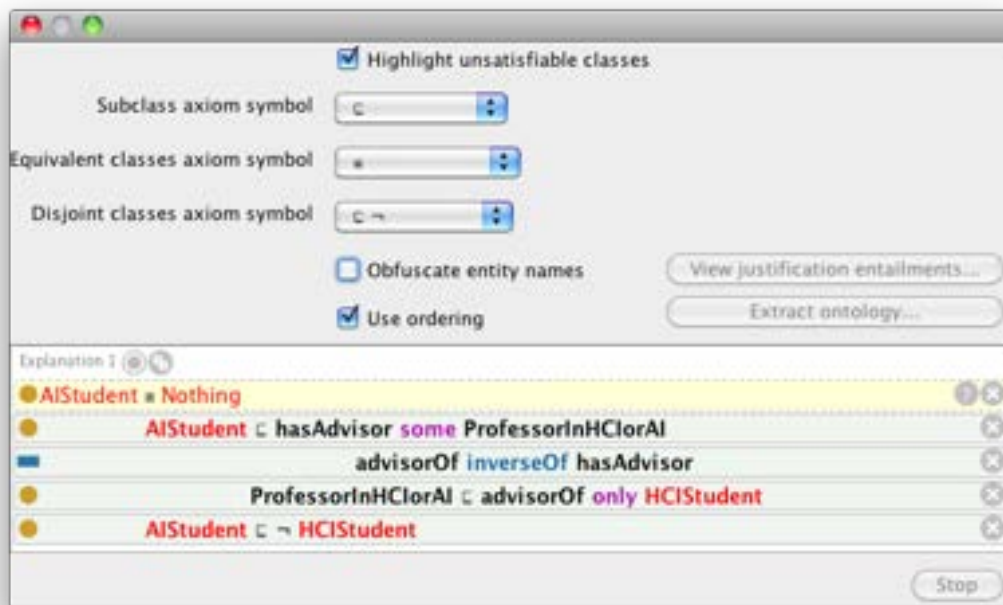 Highlight unsatisfiable classes
Subclass axiom symbol ⊏
Equivalent classes axiom symbol ≡
Disjoint classes axiom symbol ⊏ ¬
Obfuscate entity names View justification entailments...
Use ordering Extract ontology...
Explanation 1
AIStudent ≡ Nothing
AIStudent ⊏ hasAdvisor some ProfessorInHCIorAI
advisorOf inverseOf hasAdvisor
ProfessorInHCIorAI ⊏ advisorOf only HCIStudent
AIStudent ⊏ ¬ HCIStudent
Stop